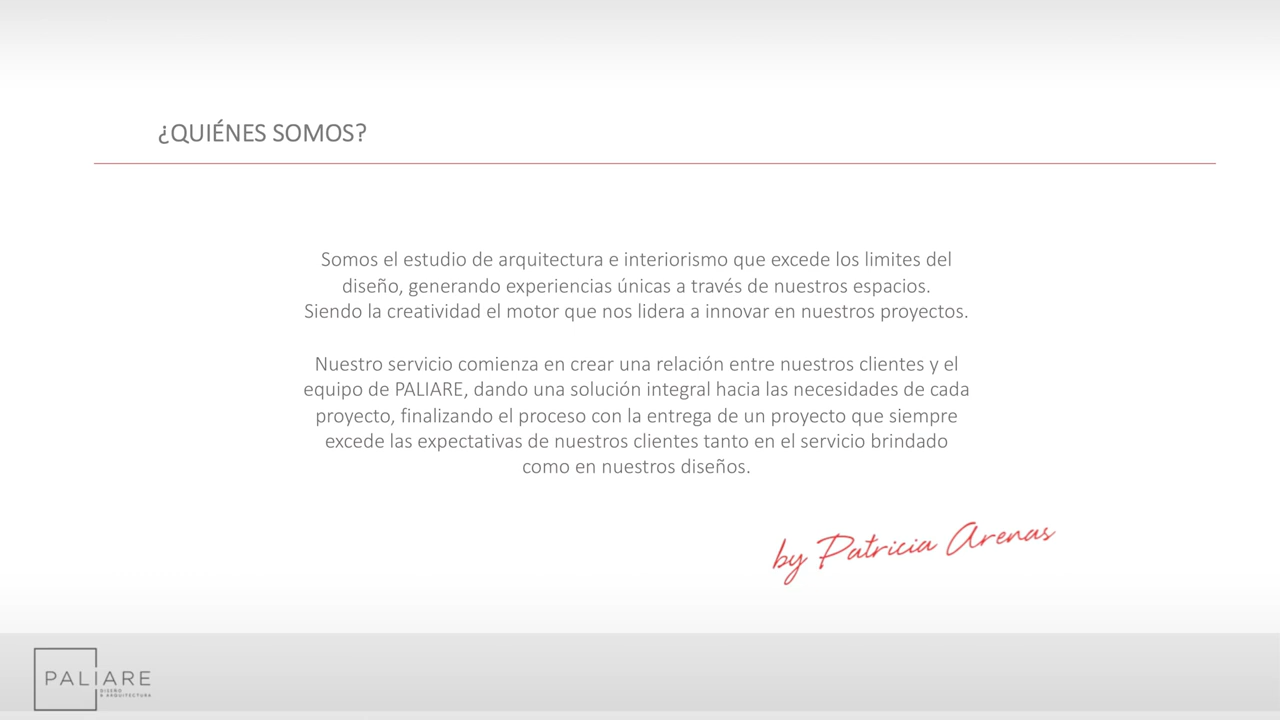 ¿QUIÉNES SOMOS?
Somos el estudio de arquitectura e interiorismo que excede los limites del
diseño, generando experiencias únicas a través de nuestros espacios.
Siendo la creatividad el motor que nos lidera a innovar en nuestros proyectos.
Nuestro servicio comienza en crear una relación entre nuestros clientes y el
equipo de PALIARE, dando una solución integral hacia las necesidades de cada
proyecto, finalizando el proceso con la entrega de un proyecto que siempre
excede las expectativas de nuestros clientes tanto en el servicio brindado
como en nuestros diseños.
by Patricia Arenas
PALIARE
DISEÑO
& ARQUITECTURA